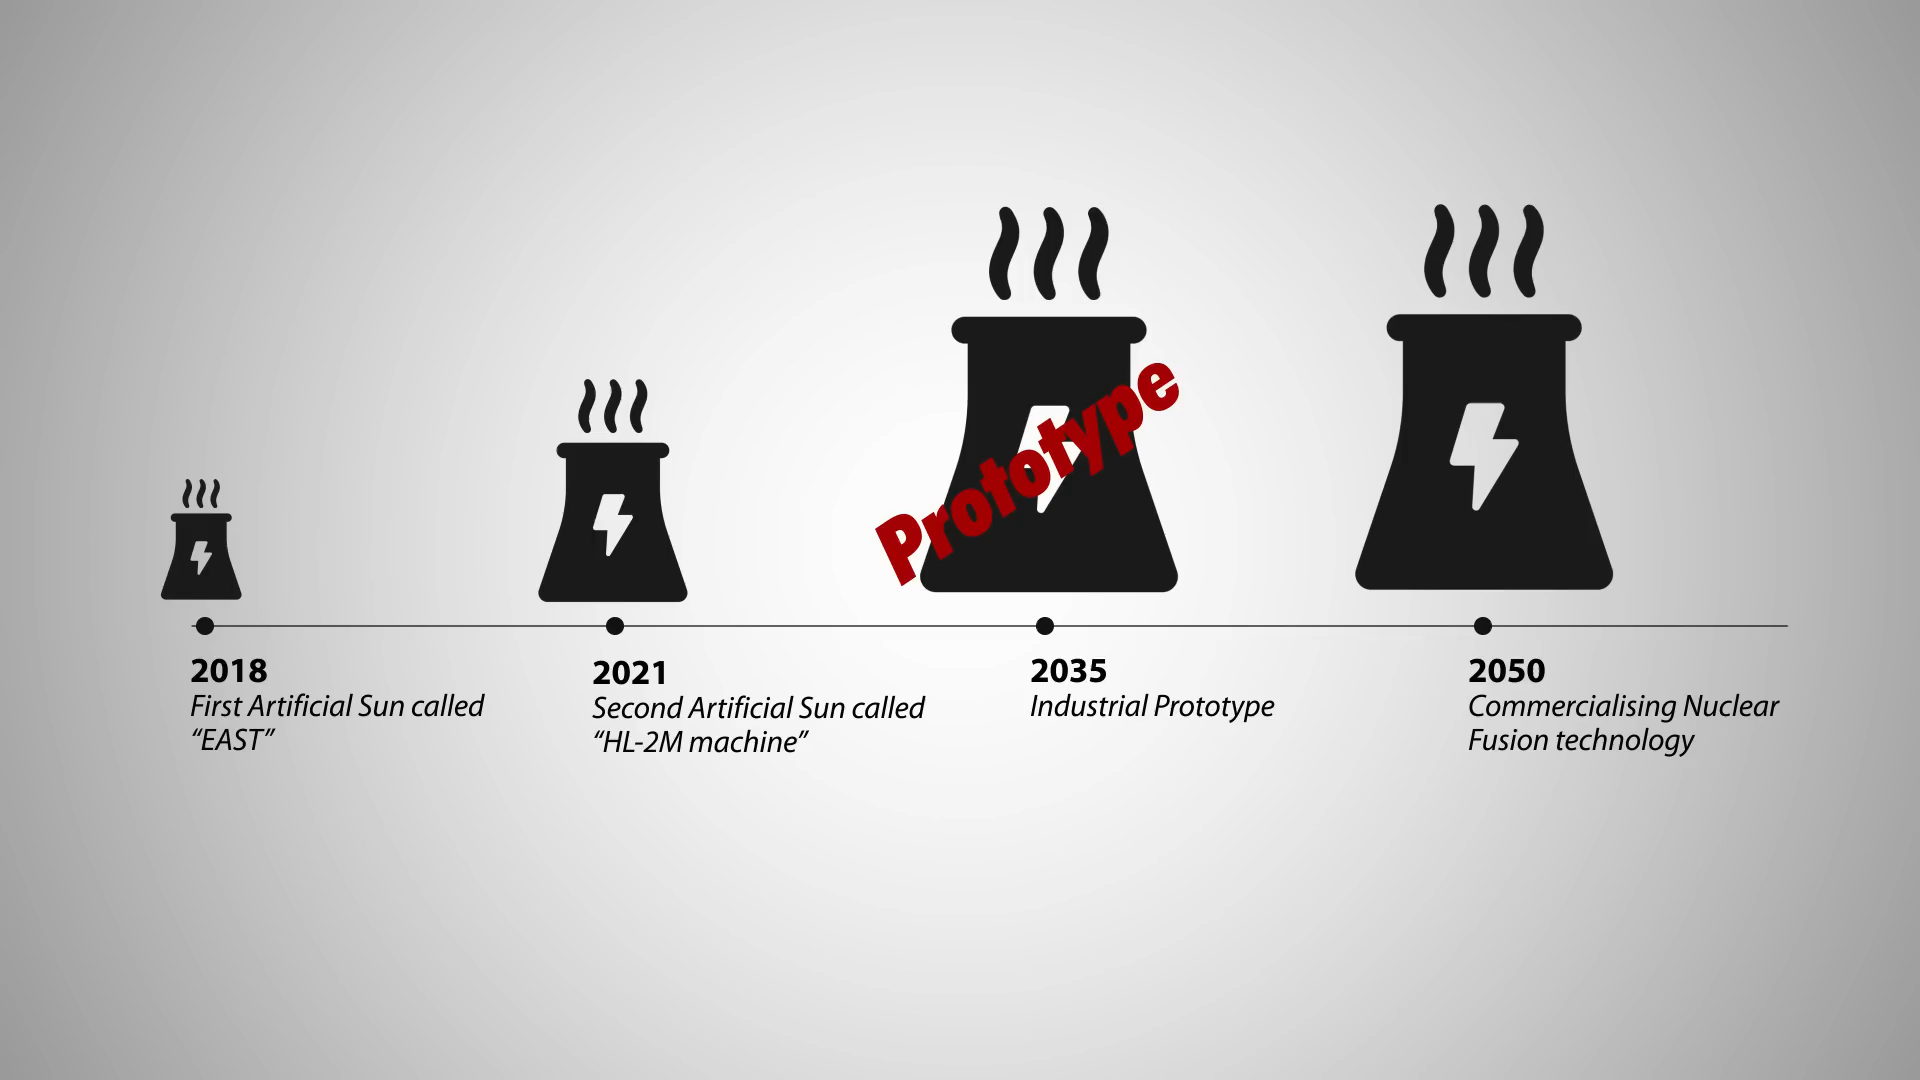 Prototype
2018
First Artificial Sun called
“EAST”
2021
Second Artificial Sun called
“HL-2M machine”
2035
Industrial Prototype
2050
Commercialising Nuclear
Fusion technology